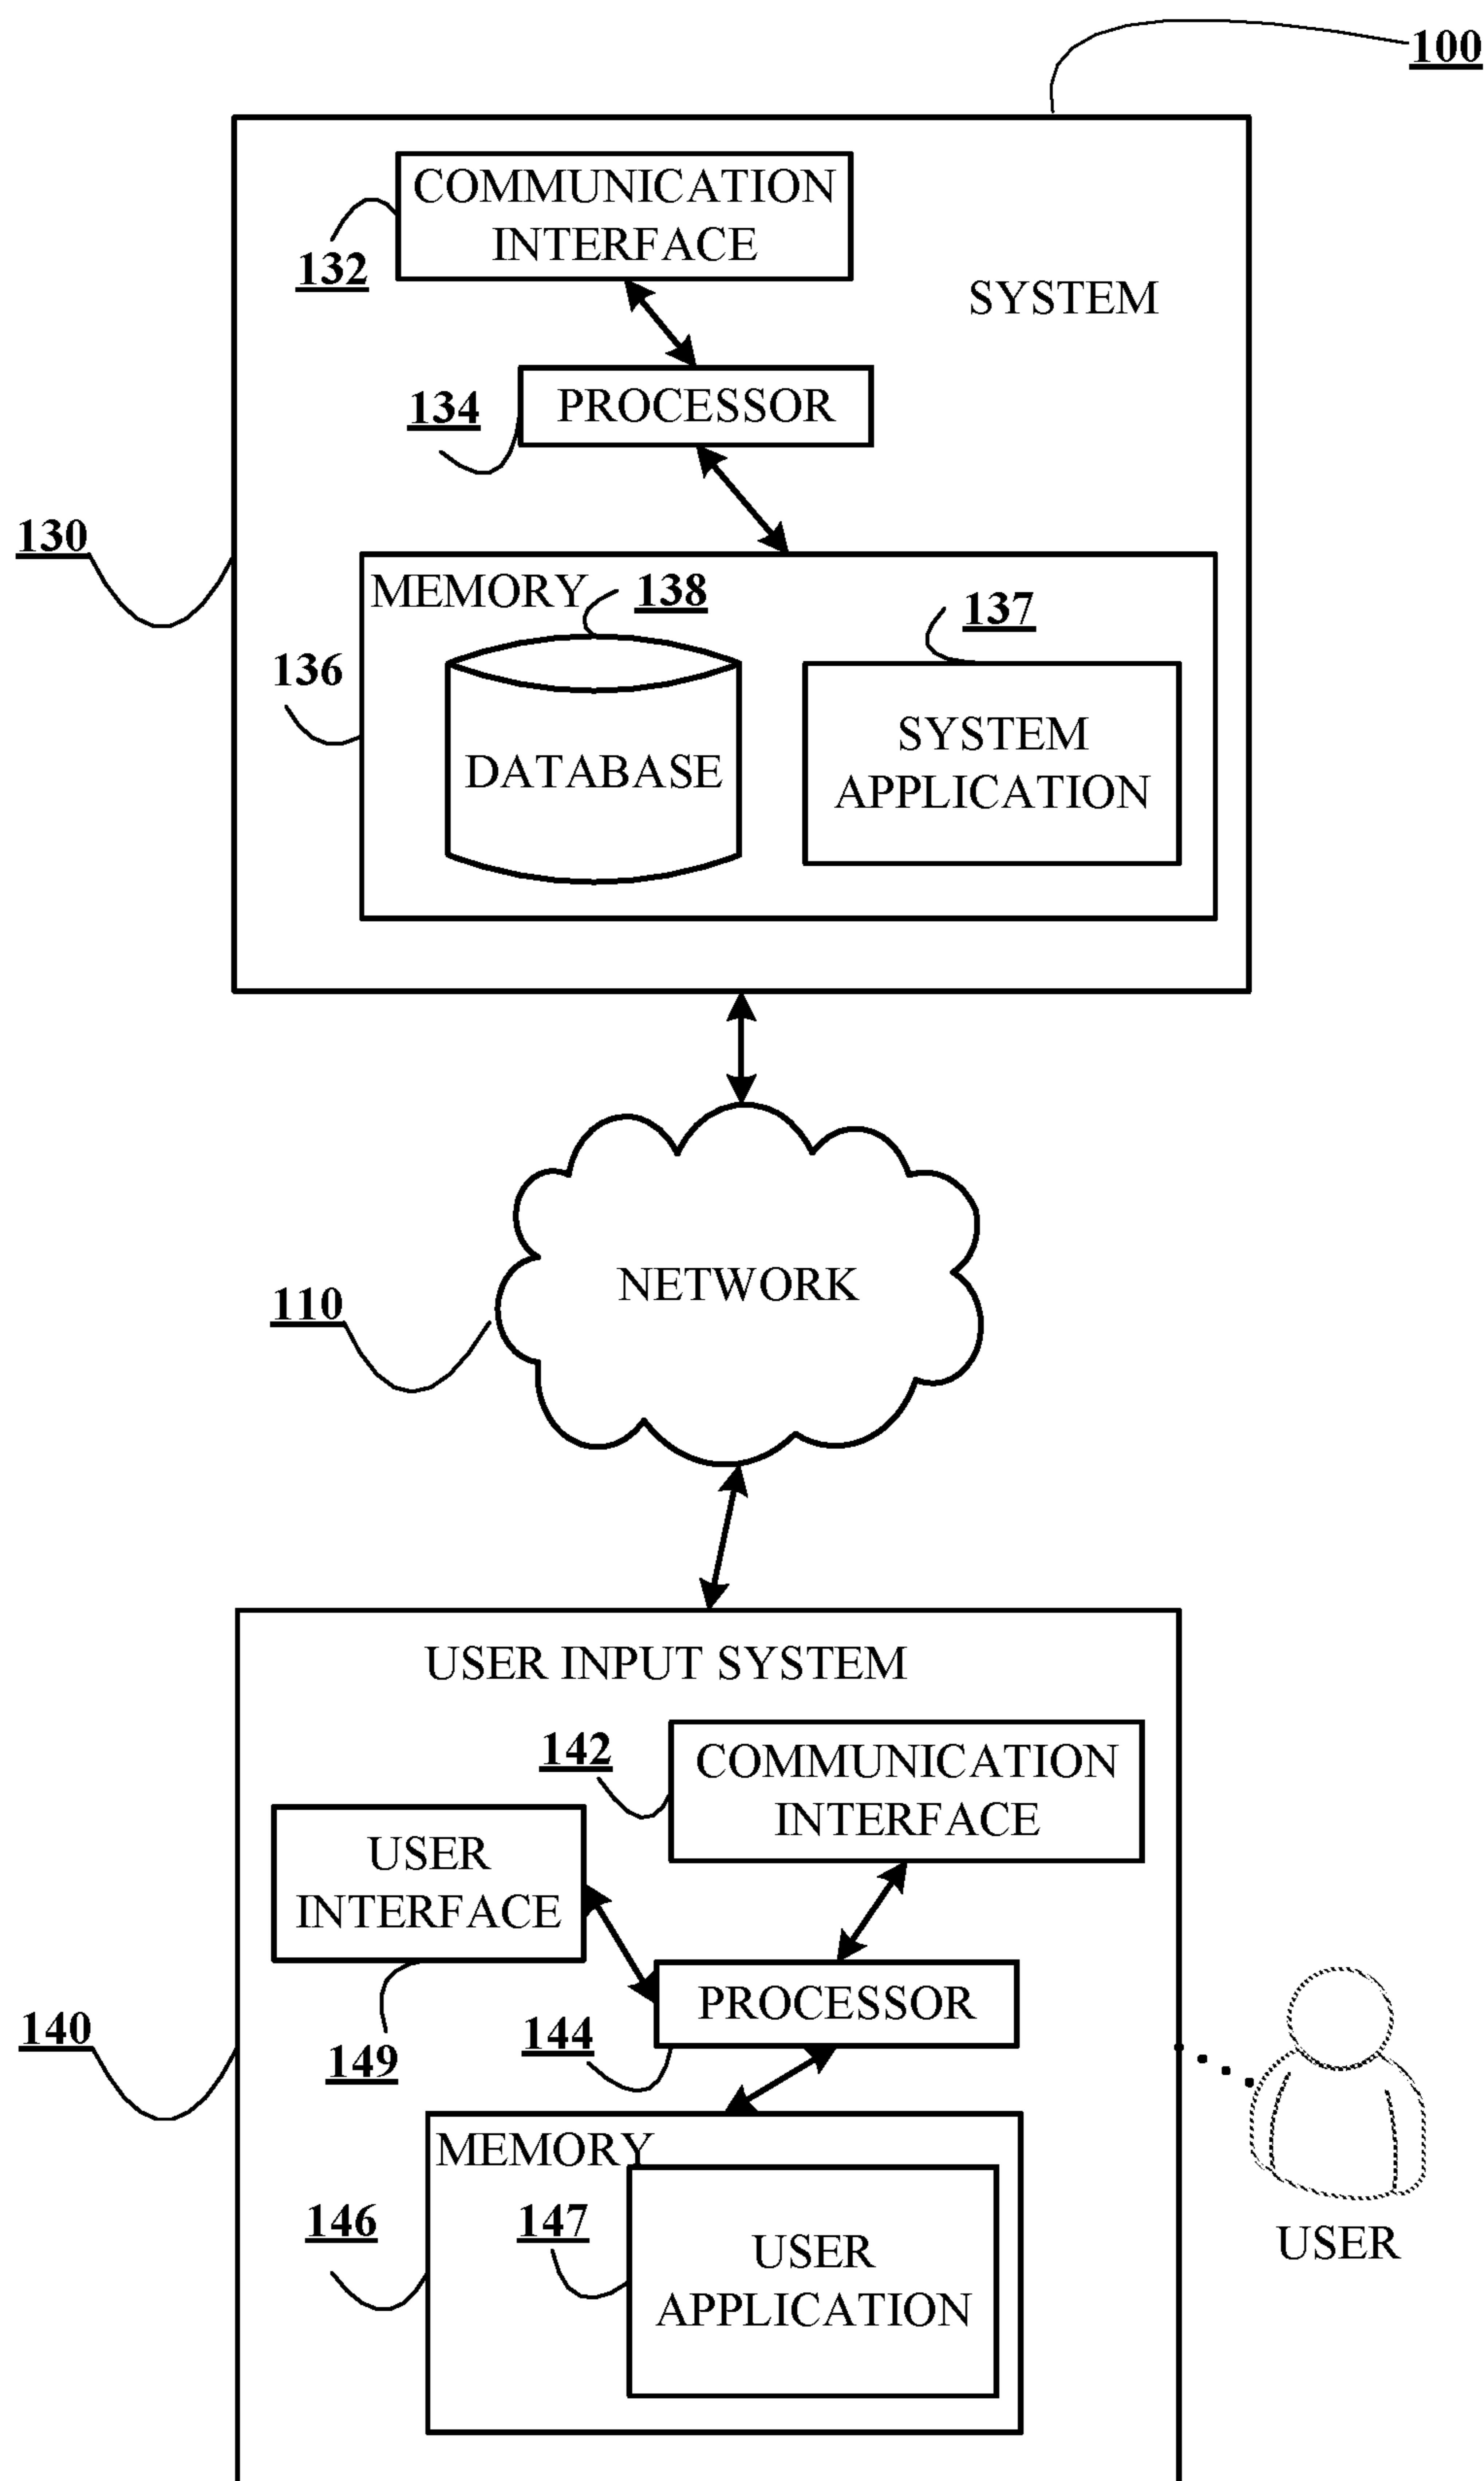 100
COMMUNICATION
INTERFACE
132
SYSTEM
134
PROCESSOR
130
MEMORY
138
137
136
SYSTEM
APPLICATION
DATABASE
NETWORK
110
USER INPUT SYSTEM
142
COMMUNICATION
INTERFACE
USER
INTERFACE
PROCESSOR
140
149
144
MEMORY
146
147
USER
APPLICATION
USER